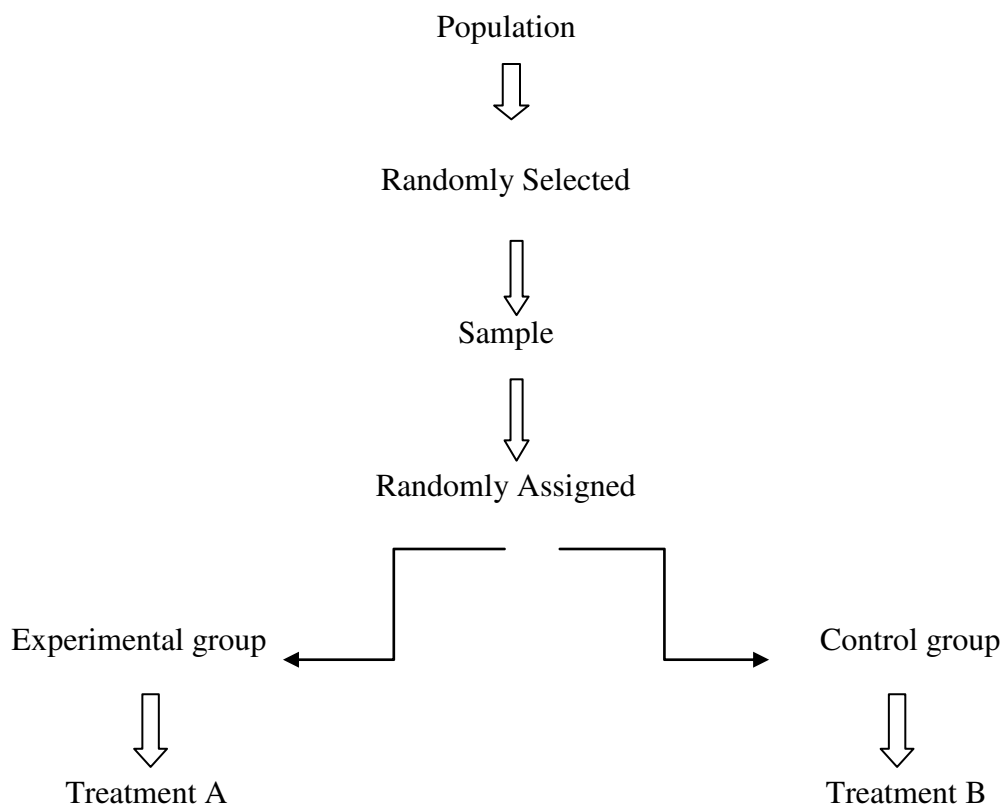 Population
Randomly Selected
Sample
Randomly Assigned
Experimental group
Control group
Treatment A
Treatment B